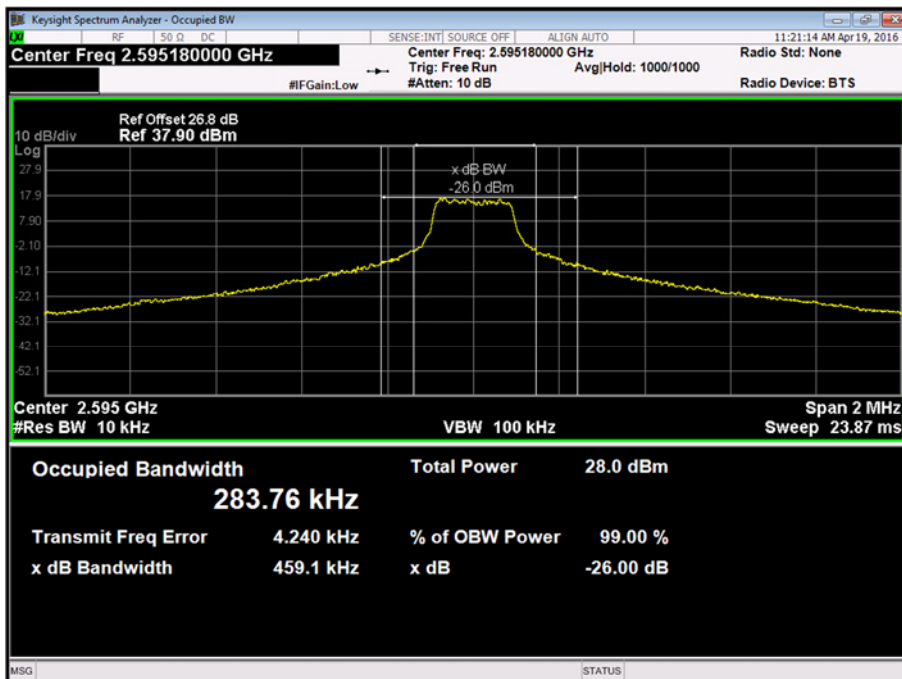 Keysight Spectrum Analyzer - Occupied BW
LXI RF 50 Ω DC SENSE:INT SOURCE OFF ALIGN AUTO 11:21:14 AM Apr 19, 2016
Center Freq 2.595180000 GHz
Center Freq: 2.595180000 GHz Radio Std: None
Trig: Free Run Avg|Hold: 1000/1000
#IFGain:Low #Atten: 10 dB Radio Device: BTS
Ref Offset 26.8 dB
10 dB/div Ref 37.90 dBm
Log
27.9
x dB BW
17.9
-26.0 dBm
7.90
-2.10
-12.1
-22.1
-32.1
-42.1
-52.1
Center 2.595 GHz Span 2 MHz
#Res BW 10 kHz VBW 100 kHz Sweep 23.87 ms
Occupied Bandwidth Total Power 28.0 dBm
283.76 kHz
Transmit Freq Error 4.240 kHz % of OBW Power 99.00 %
x dB Bandwidth 459.1 kHz x dB -26.00 dB
MSG STATUS